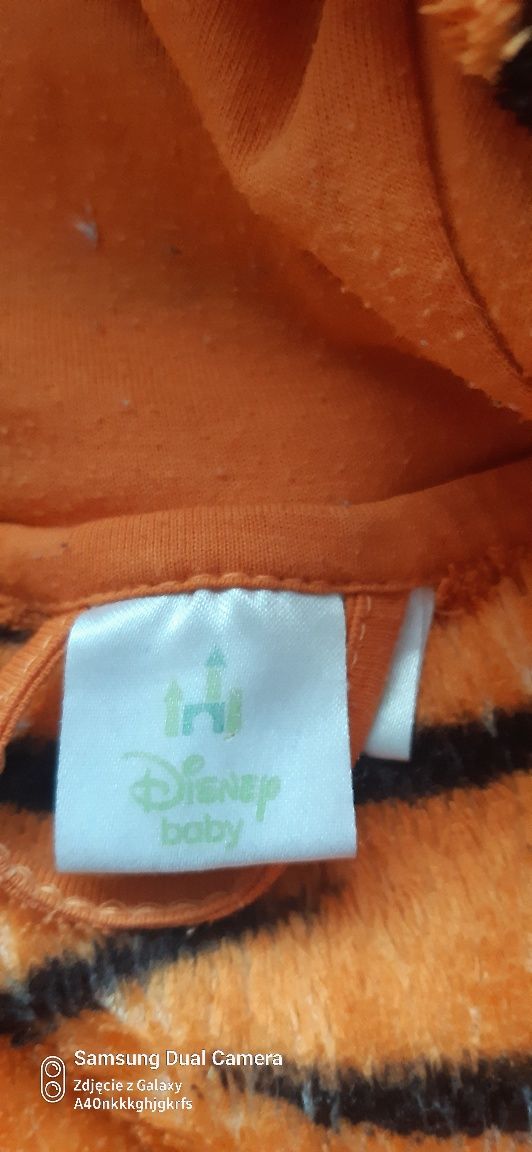 Disney
baby
Samsung Dual Camera
Zdjęcie z Galaxy
A40nkkkghjgkrfs